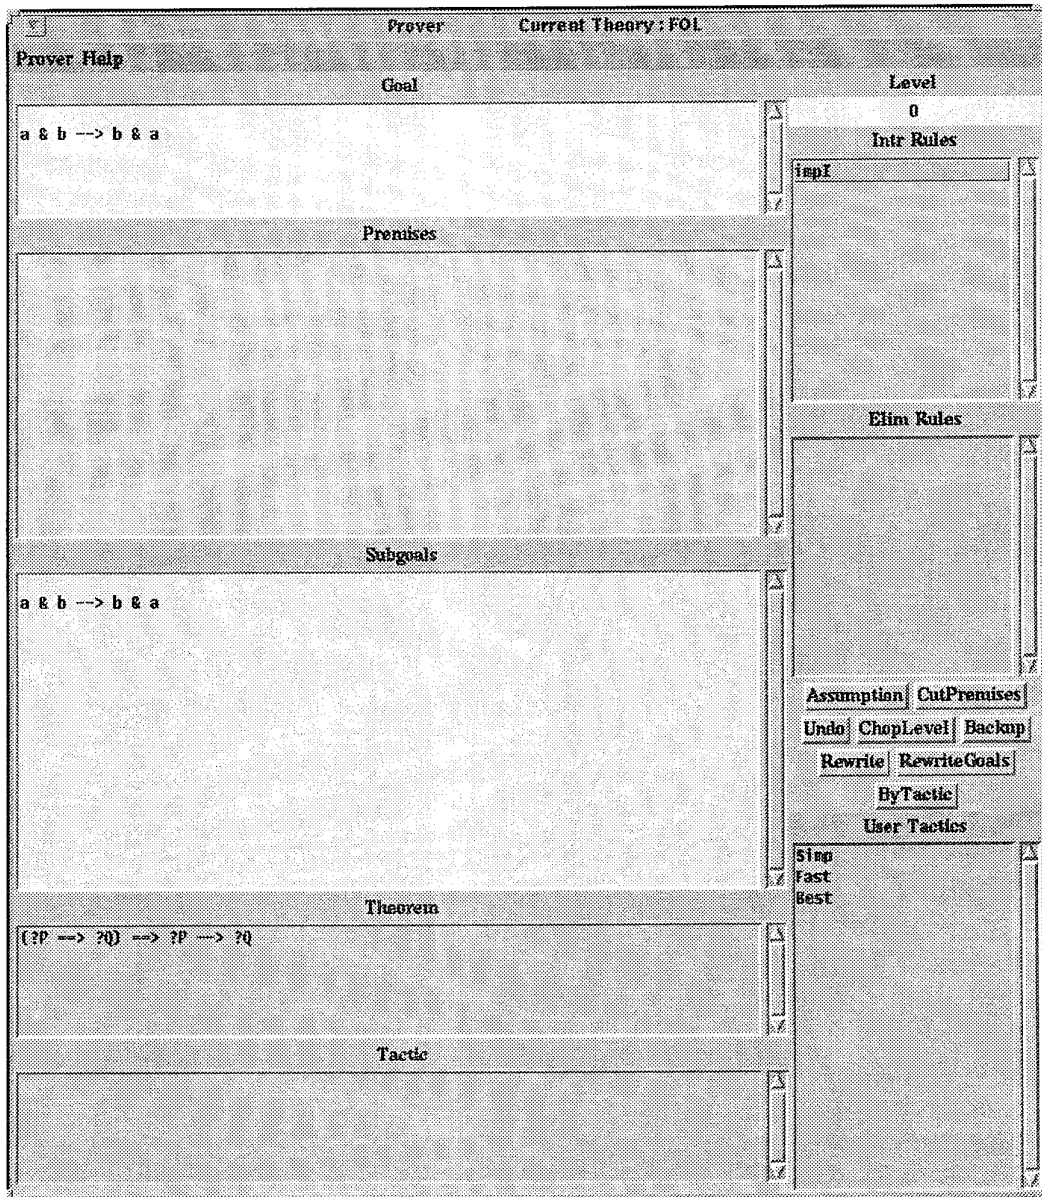 Prover Current Theory : FOL
Prover Help
Goal
a & b --> b & a
Premises
Subgoals
a & b --> b & a
Theorem
(?P ==> ?Q) ==> ?P --> ?Q
Tactic
Level
0
Intr Rules
impI
Elim Rules
Assumption CutPremises
Undo ChopLevel Backup
Rewrite RewriteGoals
ByTactic
User Tactics
Simp
Fast
Best